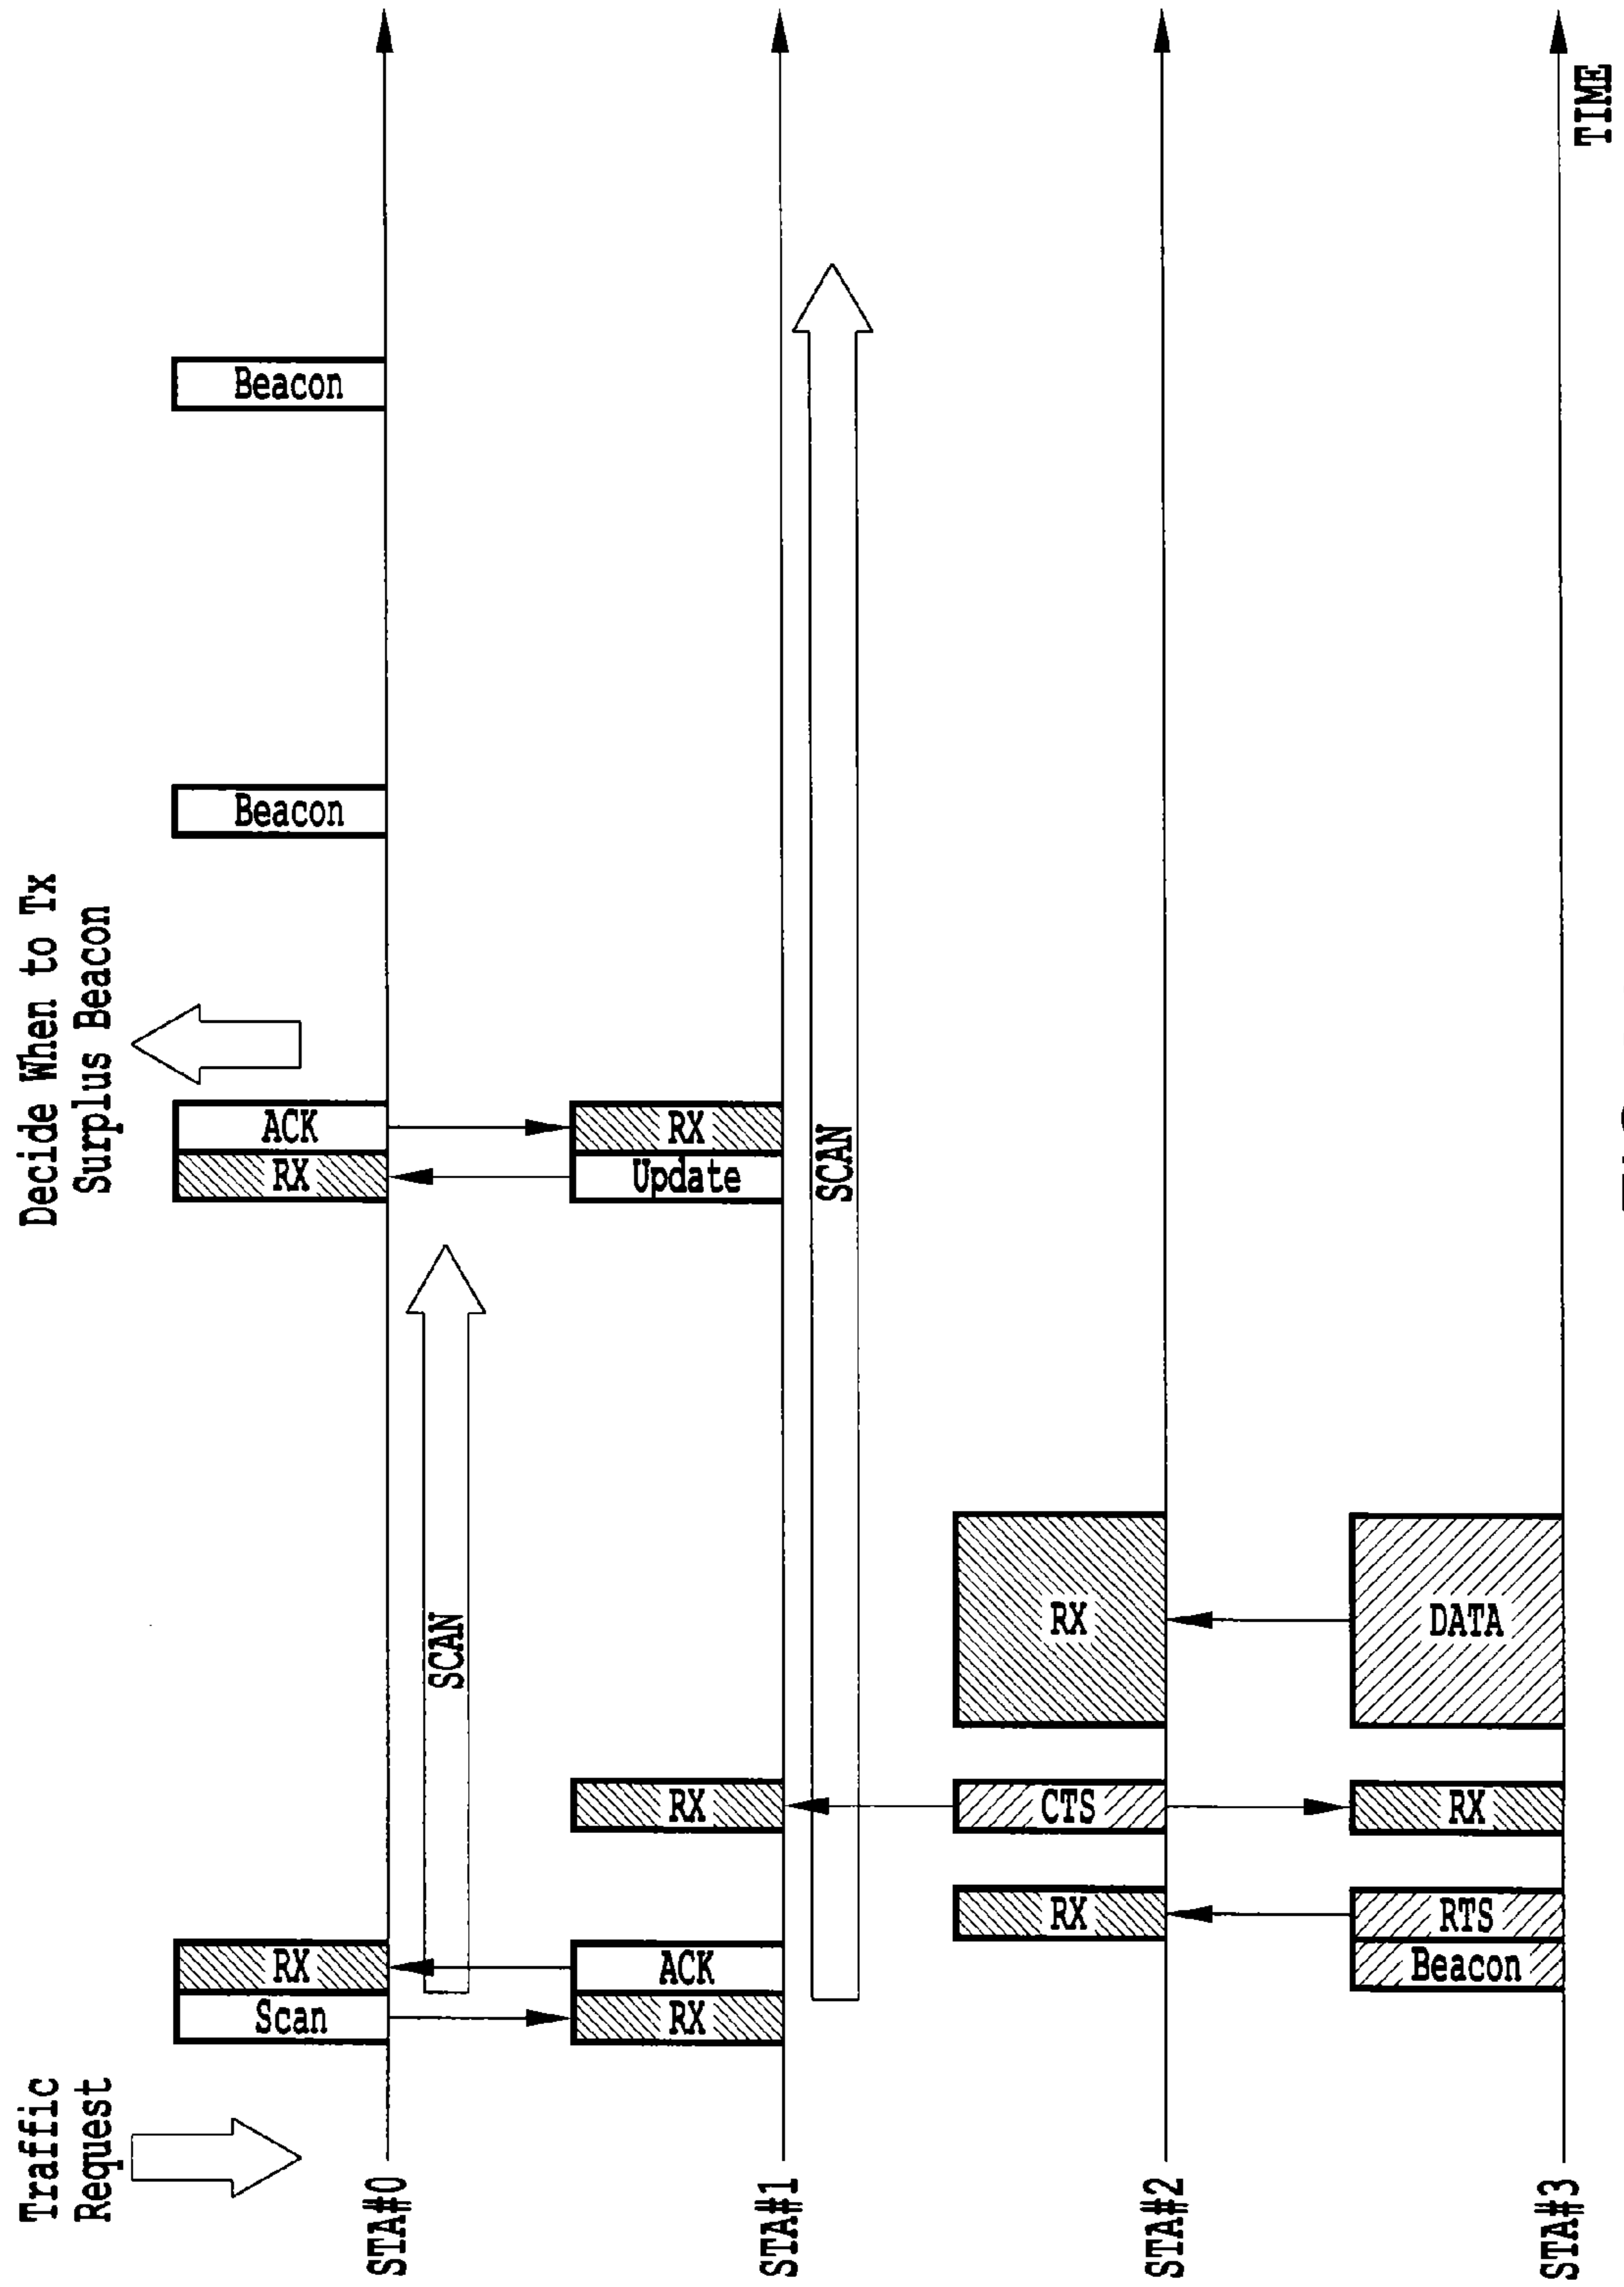 Traffic
Request
Decide When to Tx
Surplus Beacon
STA#0
Scan
RX
RX
ACK
Beacon
Beacon
SCAN
STA#1
RX
ACK
RX
Update
RX
SCAN
STA#2
RX
CTS
RX
STA#3
Beacon
RTS
RX
DATA
TIME